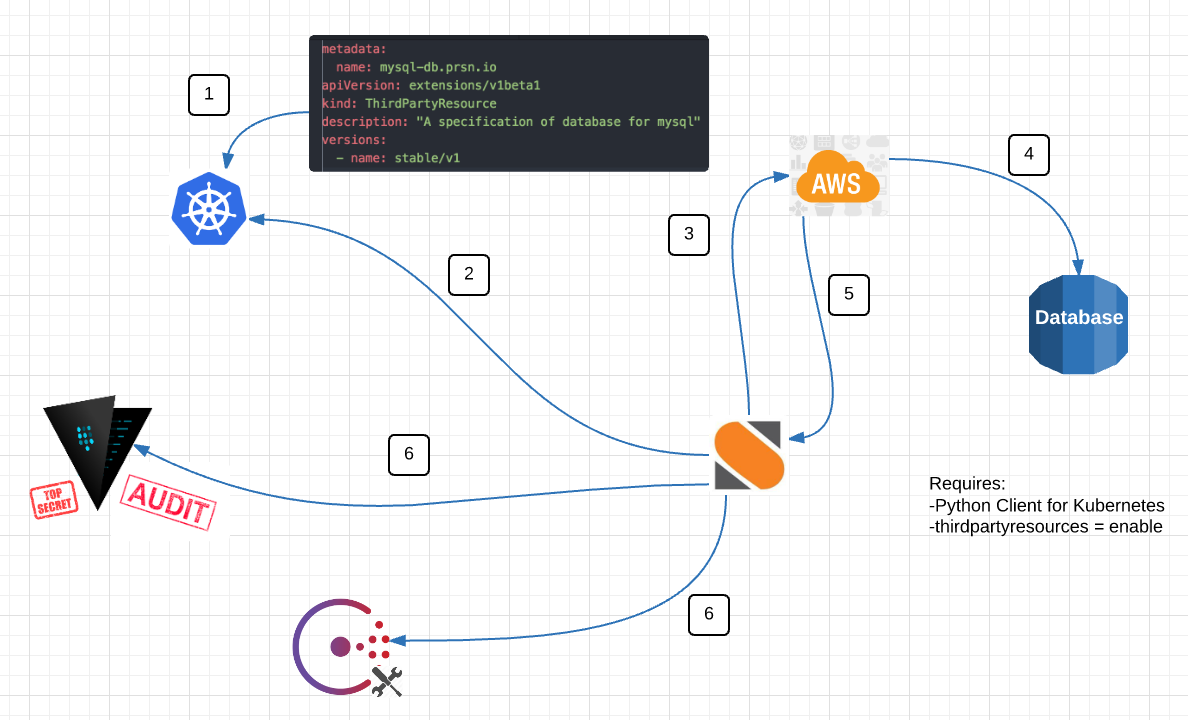 1
metadata:
  name: mysql-db.prsn.io
apiVersion: extensions/v1beta1
kind: ThirdPartyResource
description: "A specification of database for mysql"
versions:
  - name: stable/v1
AWS
4
3
2
5
Database
6
TOP
SECRET
AUDIT
Requires:
-Python Client for Kubernetes
-thirdpartyresources = enable
6